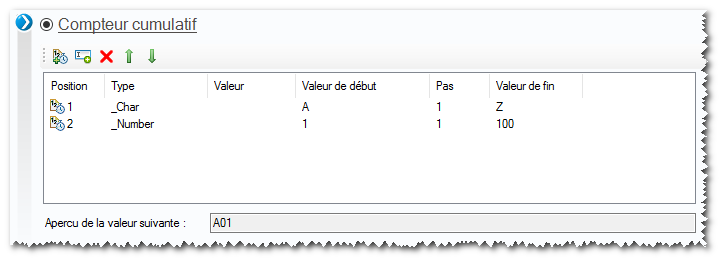 Compteur cumulatif
Position Type Valeur Valeur de début Pas Valeur de fin
1 _Char A 1 Z
2 _Number 1 1 100
Apercu de la valeur suivante : A01